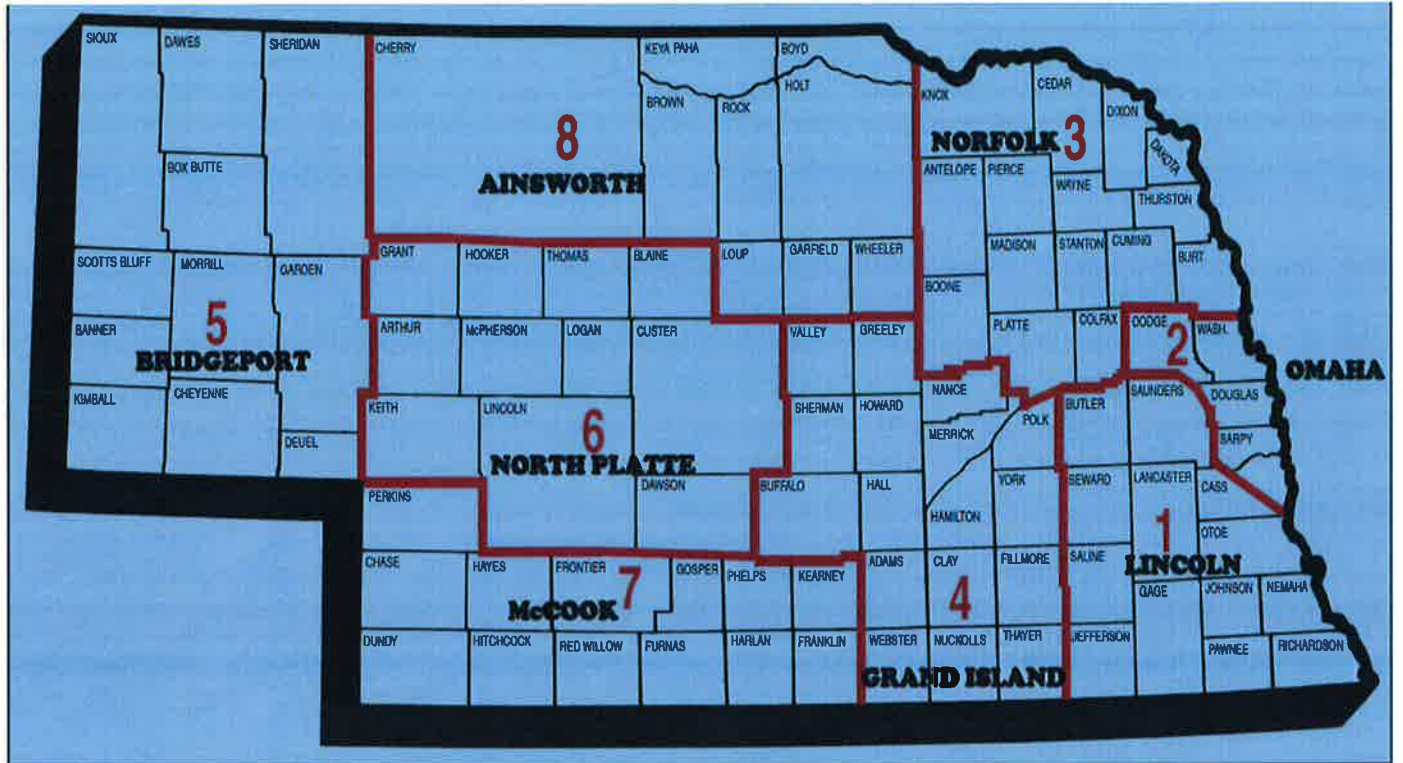 SIOUX
DAWES
SHERIDAN
CHERRY
KEYA PAHA
BOYD
HOLT
KNOX
CEDAR
DIXON
DAKOTA
BROWN
ROCK
8
AINSWORTH
NORFOLK 3
BOX BUTTE
ANTELOPE
PIERCE
WAYNE
THURSTON
SCOTTS BLUFF
MORRILL
GARDEN
GRANT
HOOKER
THOMAS
BLAINE
LOUP
GARFIELD
WHEELER
MADISON
STANTON
CUMING
BURT
BOONE
5
BRIDGEPORT
BANNER
ARTHUR
McPHERSON
LOGAN
CUSTER
VALLEY
GREELEY
PLATTE
COLFAX
DODGE
WASH.
2
OMAHA
KIMBALL
CHEYENNE
DEUEL
KEITH
LINCOLN
6
NORTH PLATTE
SHERMAN
HOWARD
NANCE
MERRICK
POLK
BUTLER
SAUNDERS
DOUGLAS
SARPY
PERKINS
DAWSON
BUFFALO
HALL
HAMILTON
YORK
SEWARD
LANCASTER
CASS
OTOE
1
LINCOLN
CHASE
HAYES
FRONTIER
GOSPER
PHELPS
KEARNEY
ADAMS
CLAY
FILLMORE
SALINE
GAGE
JOHNSON
NEMAHA
7
McCOOK
4
GRAND ISLAND
DUNDY
HITCHCOCK
RED WILLOW
FURNAS
HARLAN
FRANKLIN
WEBSTER
NUCKOLLS
THAYER
JEFFERSON
PAWNEE
RICHARDSON